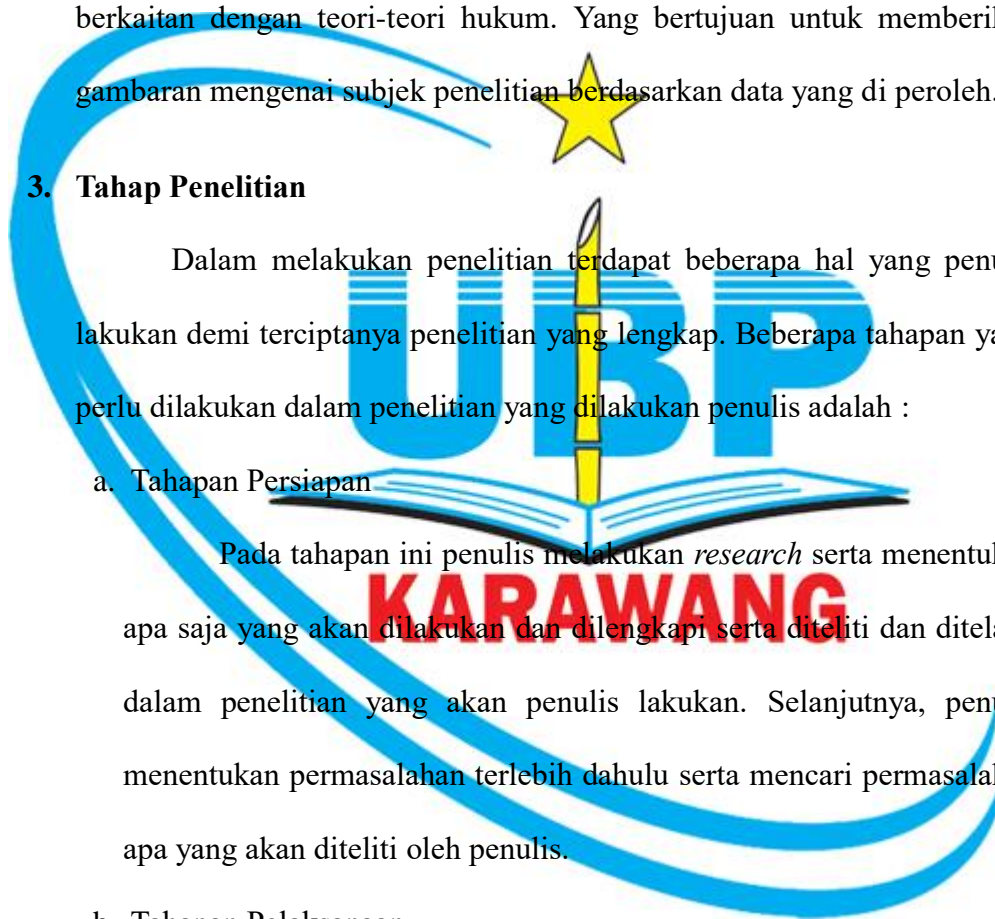 berkaitan dengan teori-teori hukum. Yang bertujuan untuk
gambaran mengenai subjek penelitian berdasarkan data yang di peroleh.
3. Tahap Penelitian
Dalam melakukan penelitian terdapat beberapa hal yang
lakukan demi terciptanya penelitian yang lengkap. Beberapa tahapan
perlu dilakukan dalam penelitian yang dilakukan penulis adalah :
UBP
a. Tahapan Persiapan
Pada tahapan ini penulis melakukan research serta
KARAWANG
apa saja yang akan dilakukan dan dilengkapi serta diteliti dan
dalam penelitian yang akan penulis lakukan. Selanjutnya,
menentukan permasalahan terlebih dahulu serta mencari
apa yang akan diteliti oleh penulis.